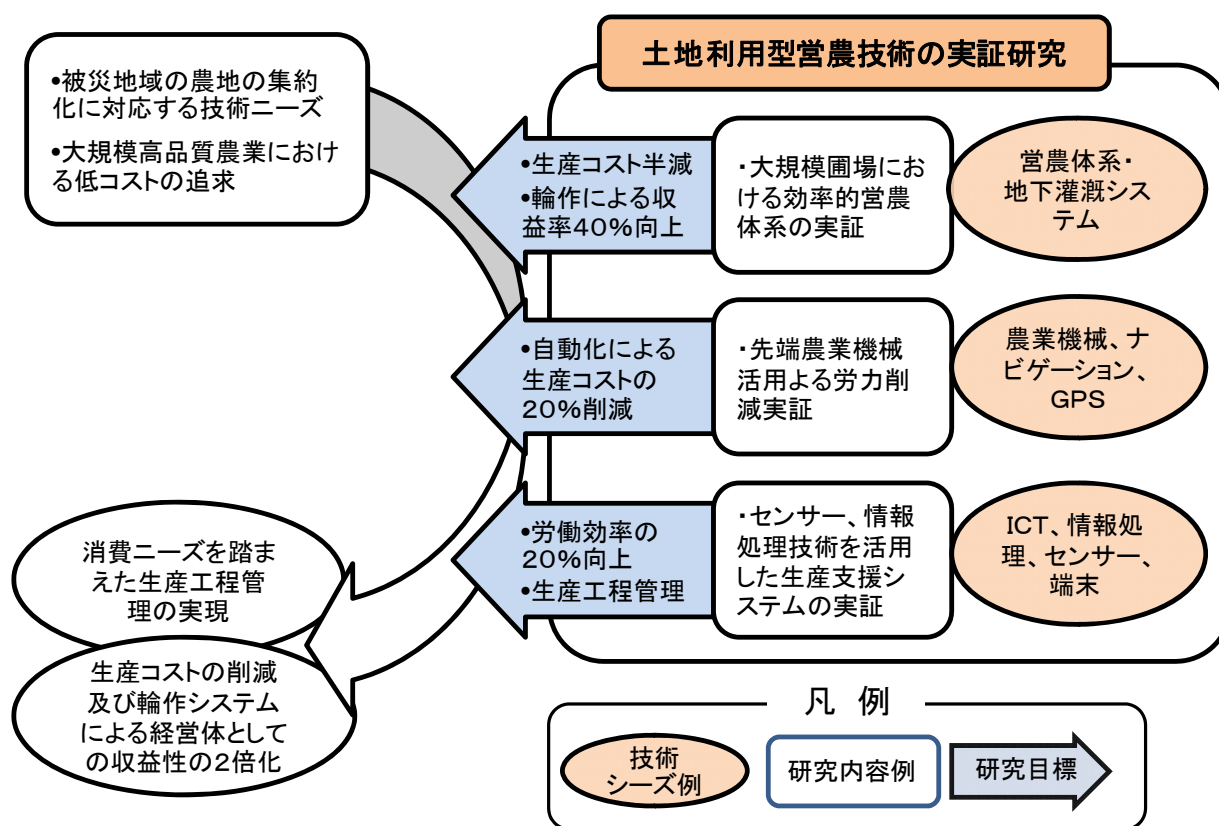 土地利用型営農技術の実証研究
•被災地域の農地の集約
化に対応する技術ニーズ
•大規模高品質農業におけ
る低コストの追求
•生産コスト半減
•輪作による収
益率40%向上
・大規模圃場にお
ける効率的営農
体系の実証
営農体系・
地下灌漑シス
テム
•自動化による
生産コストの
20%削減
・先端農業機械
活用よる労力削
減実証
農業機械、ナ
ビゲーション、
GPS
•労働効率の
20%向上
•生産工程管理
・センサー、情報
処理技術を活用
した生産支援シ
ステムの実証
ICT、情報処
理、センサー、
端末
消費ニーズを踏ま
えた生産工程管
理の実現
生産コストの削減
及び輪作システム
による経営体として
の収益性の2倍化
凡 例
技術
シーズ例
研究内容例
研究目標